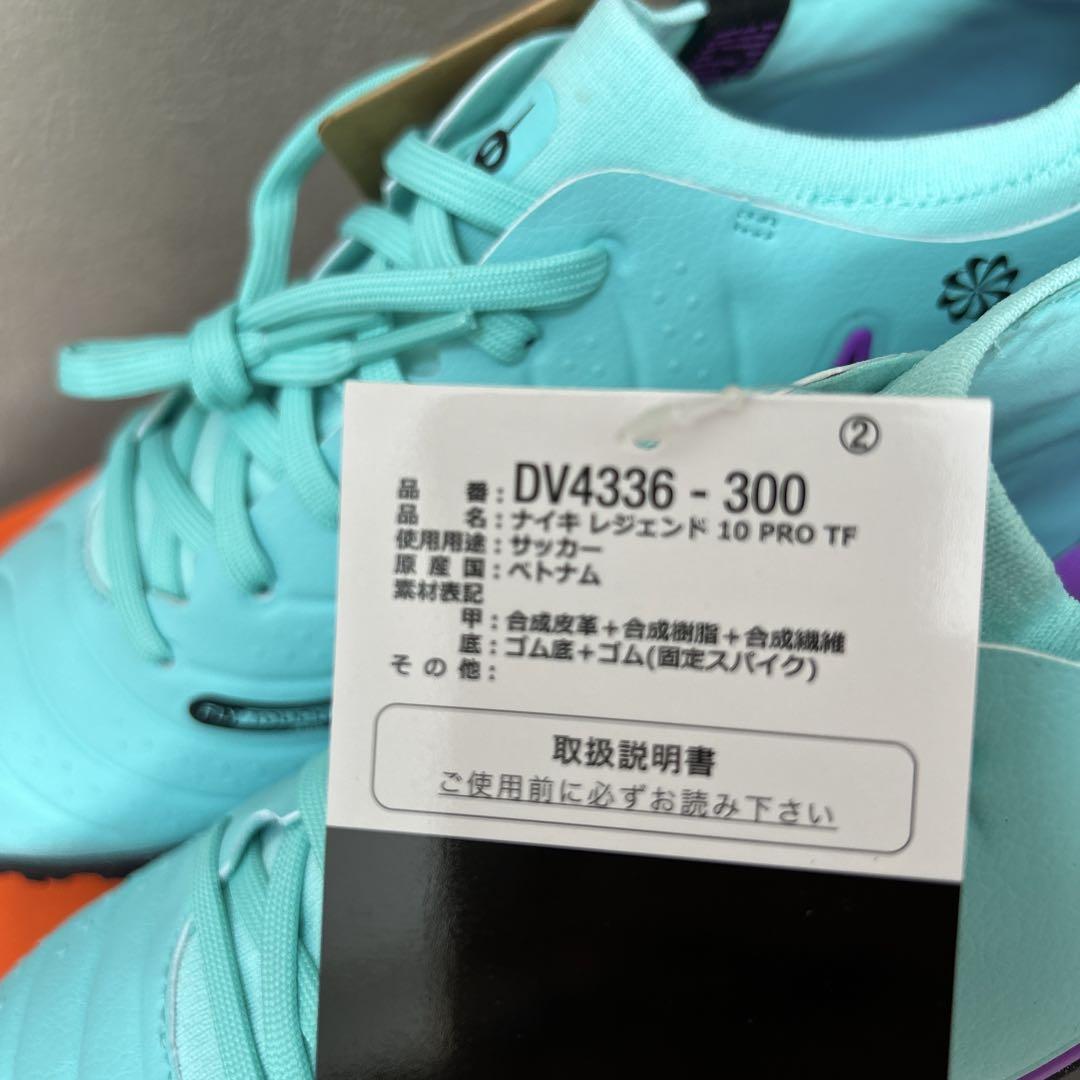 ②
品番：DV4336 - 300
品名：ナイキ レジェンド 10 PRO TF
使用用途：サッカー
原産国：ベトナム
素材表記
甲：合成皮革＋合成樹脂＋合成繊維
底：ゴム底＋ゴム(固定スパイク)
その他：
取扱説明書
ご使用前に必ずお読み下さい